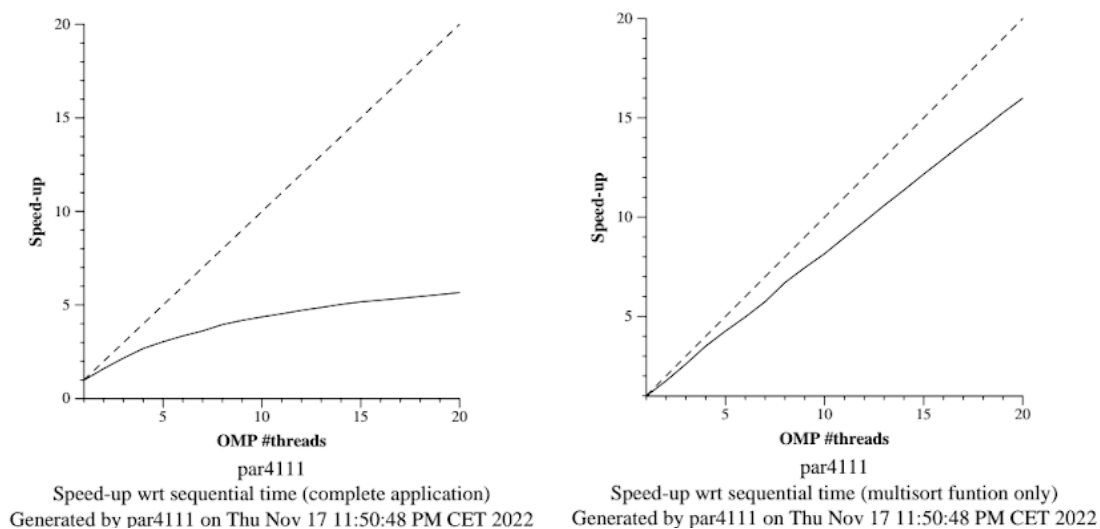 20
15
10
5
0
Speed-up
5
10
15
20
OMP #threads
par4111
Speed-up wrt sequential time (complete application)
Generated by par4111 on Thu Nov 17 11:50:48 PM CET 2022
20
15
10
5
Speed-up
5
10
15
20
OMP #threads
par4111
Speed-up wrt sequential time (multisort funtion only)
Generated by par4111 on Thu Nov 17 11:50:48 PM CET 2022